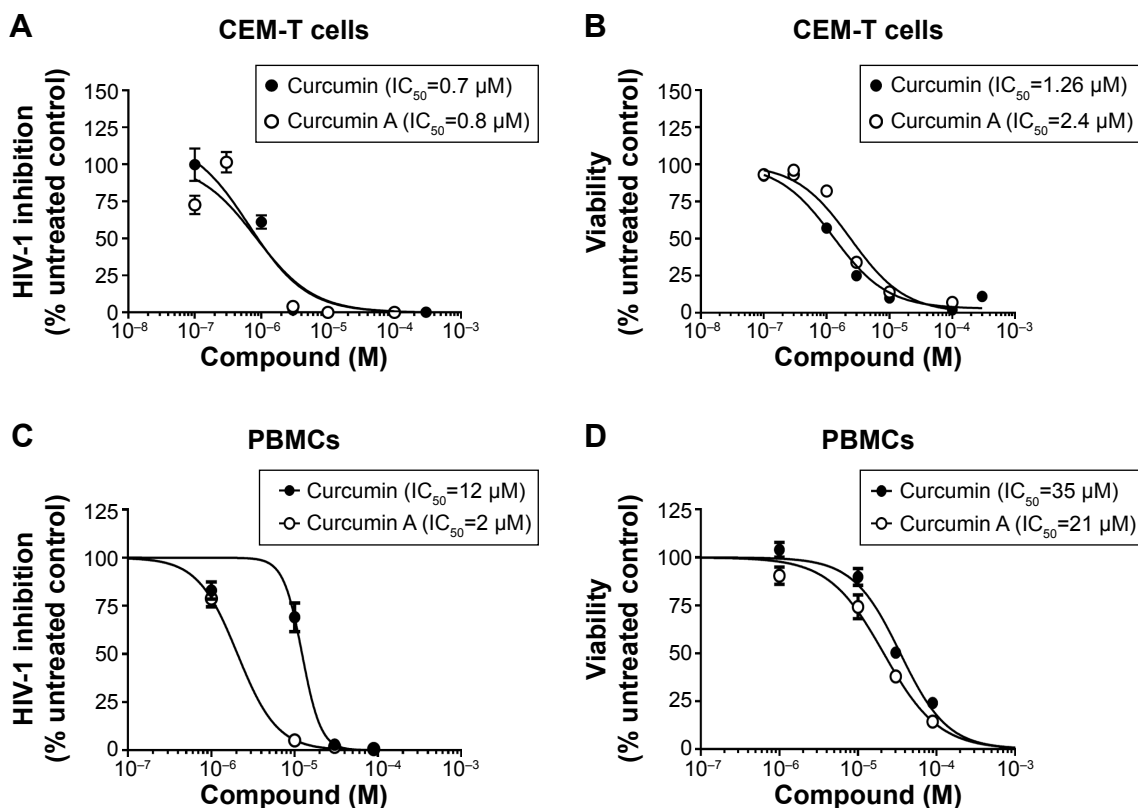 A
CEM-T cells
Curcumin (IC₅₀=0.7 µM)
Curcumin A (IC₅₀=0.8 µM)
HIV-1 inhibition
(% untreated control)
150
125
100
75
50
25
0
10⁻⁸ 10⁻⁷ 10⁻⁶ 10⁻⁵ 10⁻⁴ 10⁻³
Compound (M)
B
CEM-T cells
Curcumin (IC₅₀=1.26 µM)
Curcumin A (IC₅₀=2.4 µM)
Viability
(% untreated control)
150
125
100
75
50
25
0
10⁻⁸ 10⁻⁷ 10⁻⁶ 10⁻⁵ 10⁻⁴ 10⁻³
Compound (M)
C
PBMCs
Curcumin (IC₅₀=12 µM)
Curcumin A (IC₅₀=2 µM)
HIV-1 inhibition
(% untreated control)
125
100
75
50
25
0
10⁻⁷ 10⁻⁶ 10⁻⁵ 10⁻⁴ 10⁻³
Compound (M)
D
PBMCs
Curcumin (IC₅₀=35 µM)
Curcumin A (IC₅₀=21 µM)
Viability
(% untreated control)
125
100
75
50
25
0
10⁻⁷ 10⁻⁶ 10⁻⁵ 10⁻⁴ 10⁻³
Compound (M)